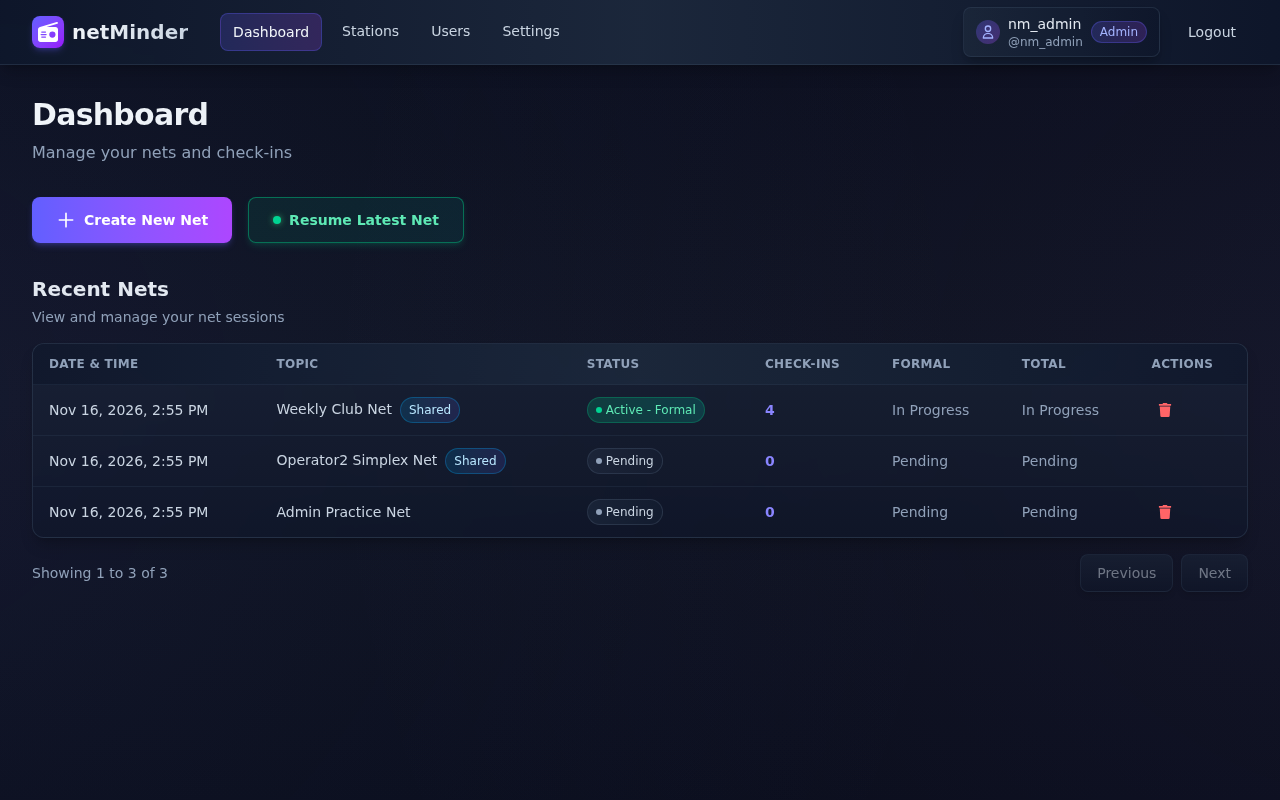 netMinder
Dashboard
Stations
Users
Settings
nm_admin
@nm_admin
Admin
Logout
Dashboard
Manage your nets and check-ins
Create New Net
Resume Latest Net
Recent Nets
View and manage your net sessions
DATE & TIME TOPIC STATUS CHECK-INS FORMAL TOTAL ACTIONS
Nov 16, 2026, 2:55 PM Weekly Club Net Shared Active - Formal 4 In Progress In Progress
Nov 16, 2026, 2:55 PM Operator2 Simplex Net Shared Pending 0 Pending Pending
Nov 16, 2026, 2:55 PM Admin Practice Net Pending 0 Pending Pending
Showing 1 to 3 of 3
Previous
Next